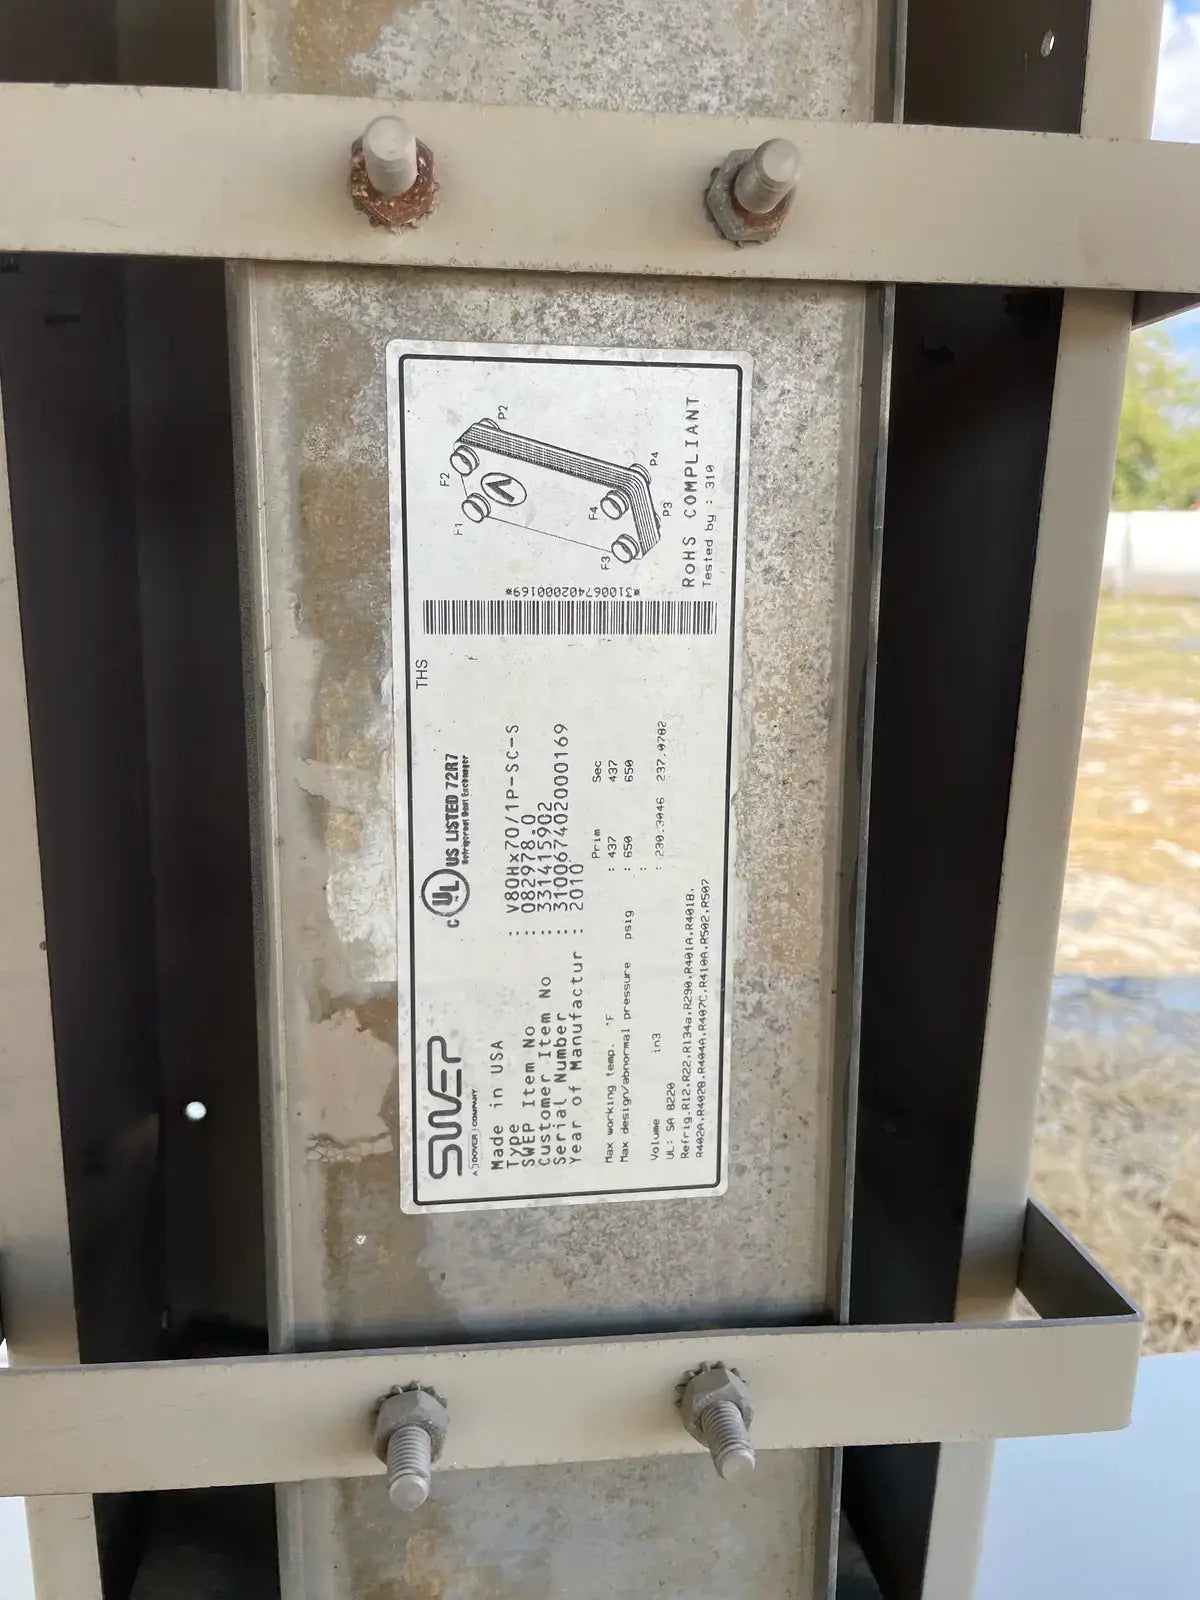 SWEP
A DOVER COMPANY
C UL US LISTED 72R7
Refrigerant Heat Exchanger
THS
Made in USA
Type : V80Hx70/1P-SC-S
SWEP Item No : 082978.0
Customer Item No : 331415902
Serial Number : 310067402000169
Year of Manufactur : 2010
Prim Sec
Max working temp. °F : 437 437
Max design/abnormal pressure psig : 650 650
:
Volume in3 : 230.3046 237.0782
UL: SA 8220
Refrig.R12,R22,R134a,R290,R401A,R401B,
R402A,R402B,R404A,R407C,R410A,R502,R507
*310067402000169*
F1
F2
P2
F3
F4
P3
P4
ROHS COMPLIANT
Tested by : 310